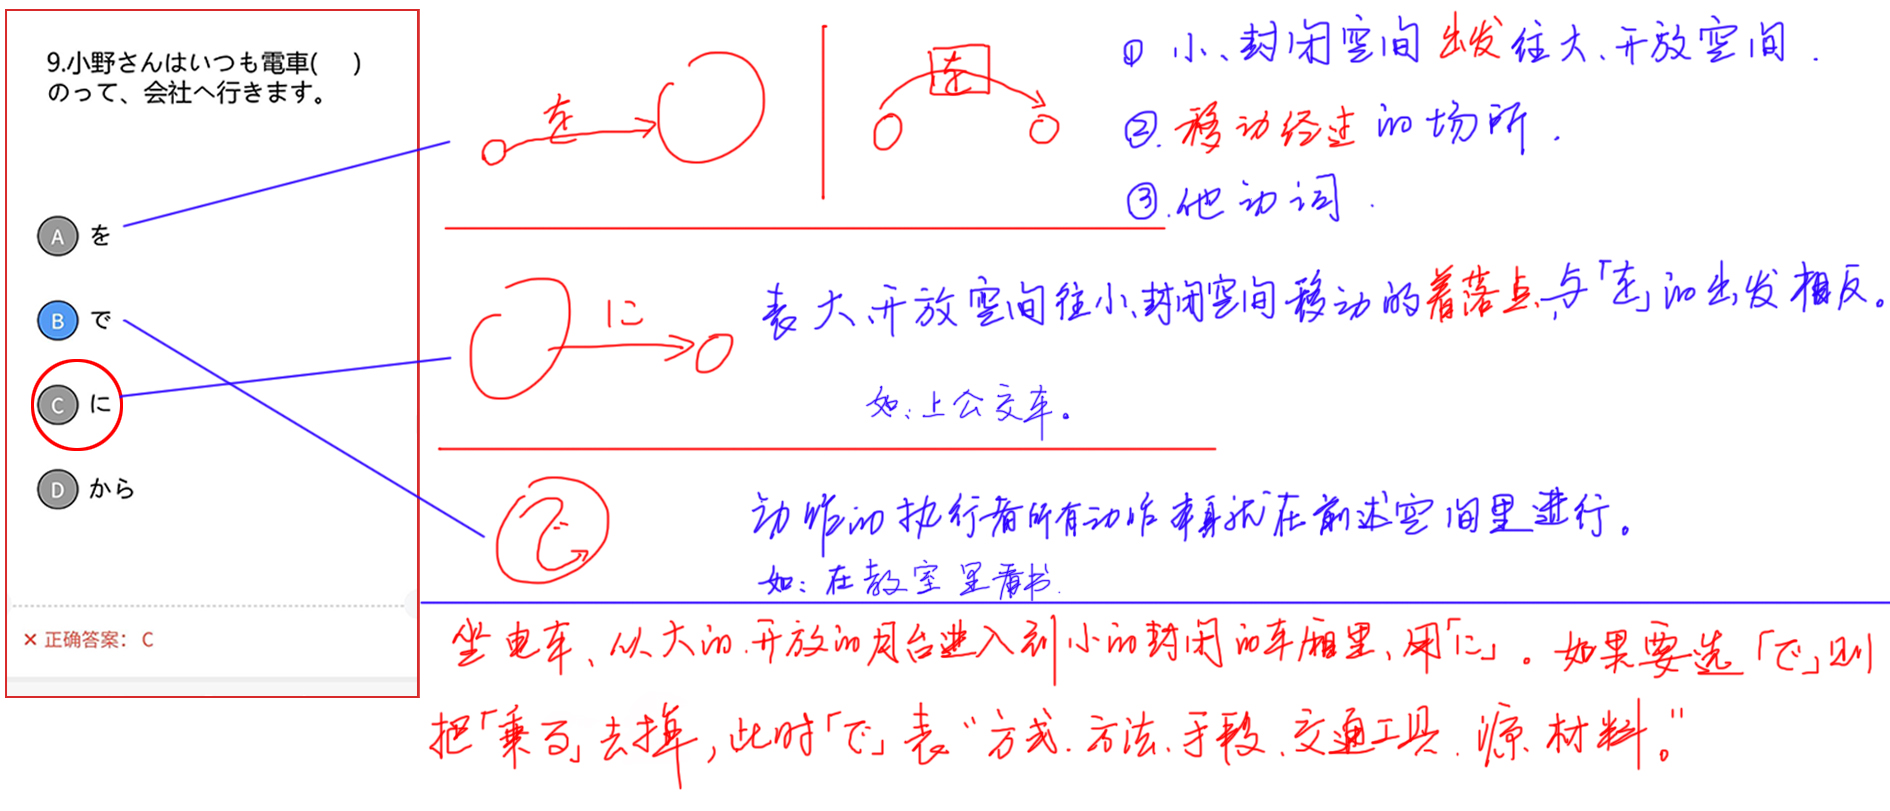 9.小野さんはいつも電車(　)
のって、会社へ行きます。
A を
B で
C に
D から
× 正确答案： C
を
を
① 小、封闭空间出发往大、开放空间.
②.移动经过的场所.
③.他动词.
に
表大、开放空间往小、封闭空间移动的着落点,与「を」的出发相反。
如:上公交车。
で
动作的执行者所有动作本身就在前述空间里进行。
如:在教室里看书.
坐电车、从大的、开放的月台进入到小的封闭的车厢里、用「に」。如果要选「で」则
把「乗る」去掉,此时「で」表"方式、方法、手段、交通工具、源材料。"